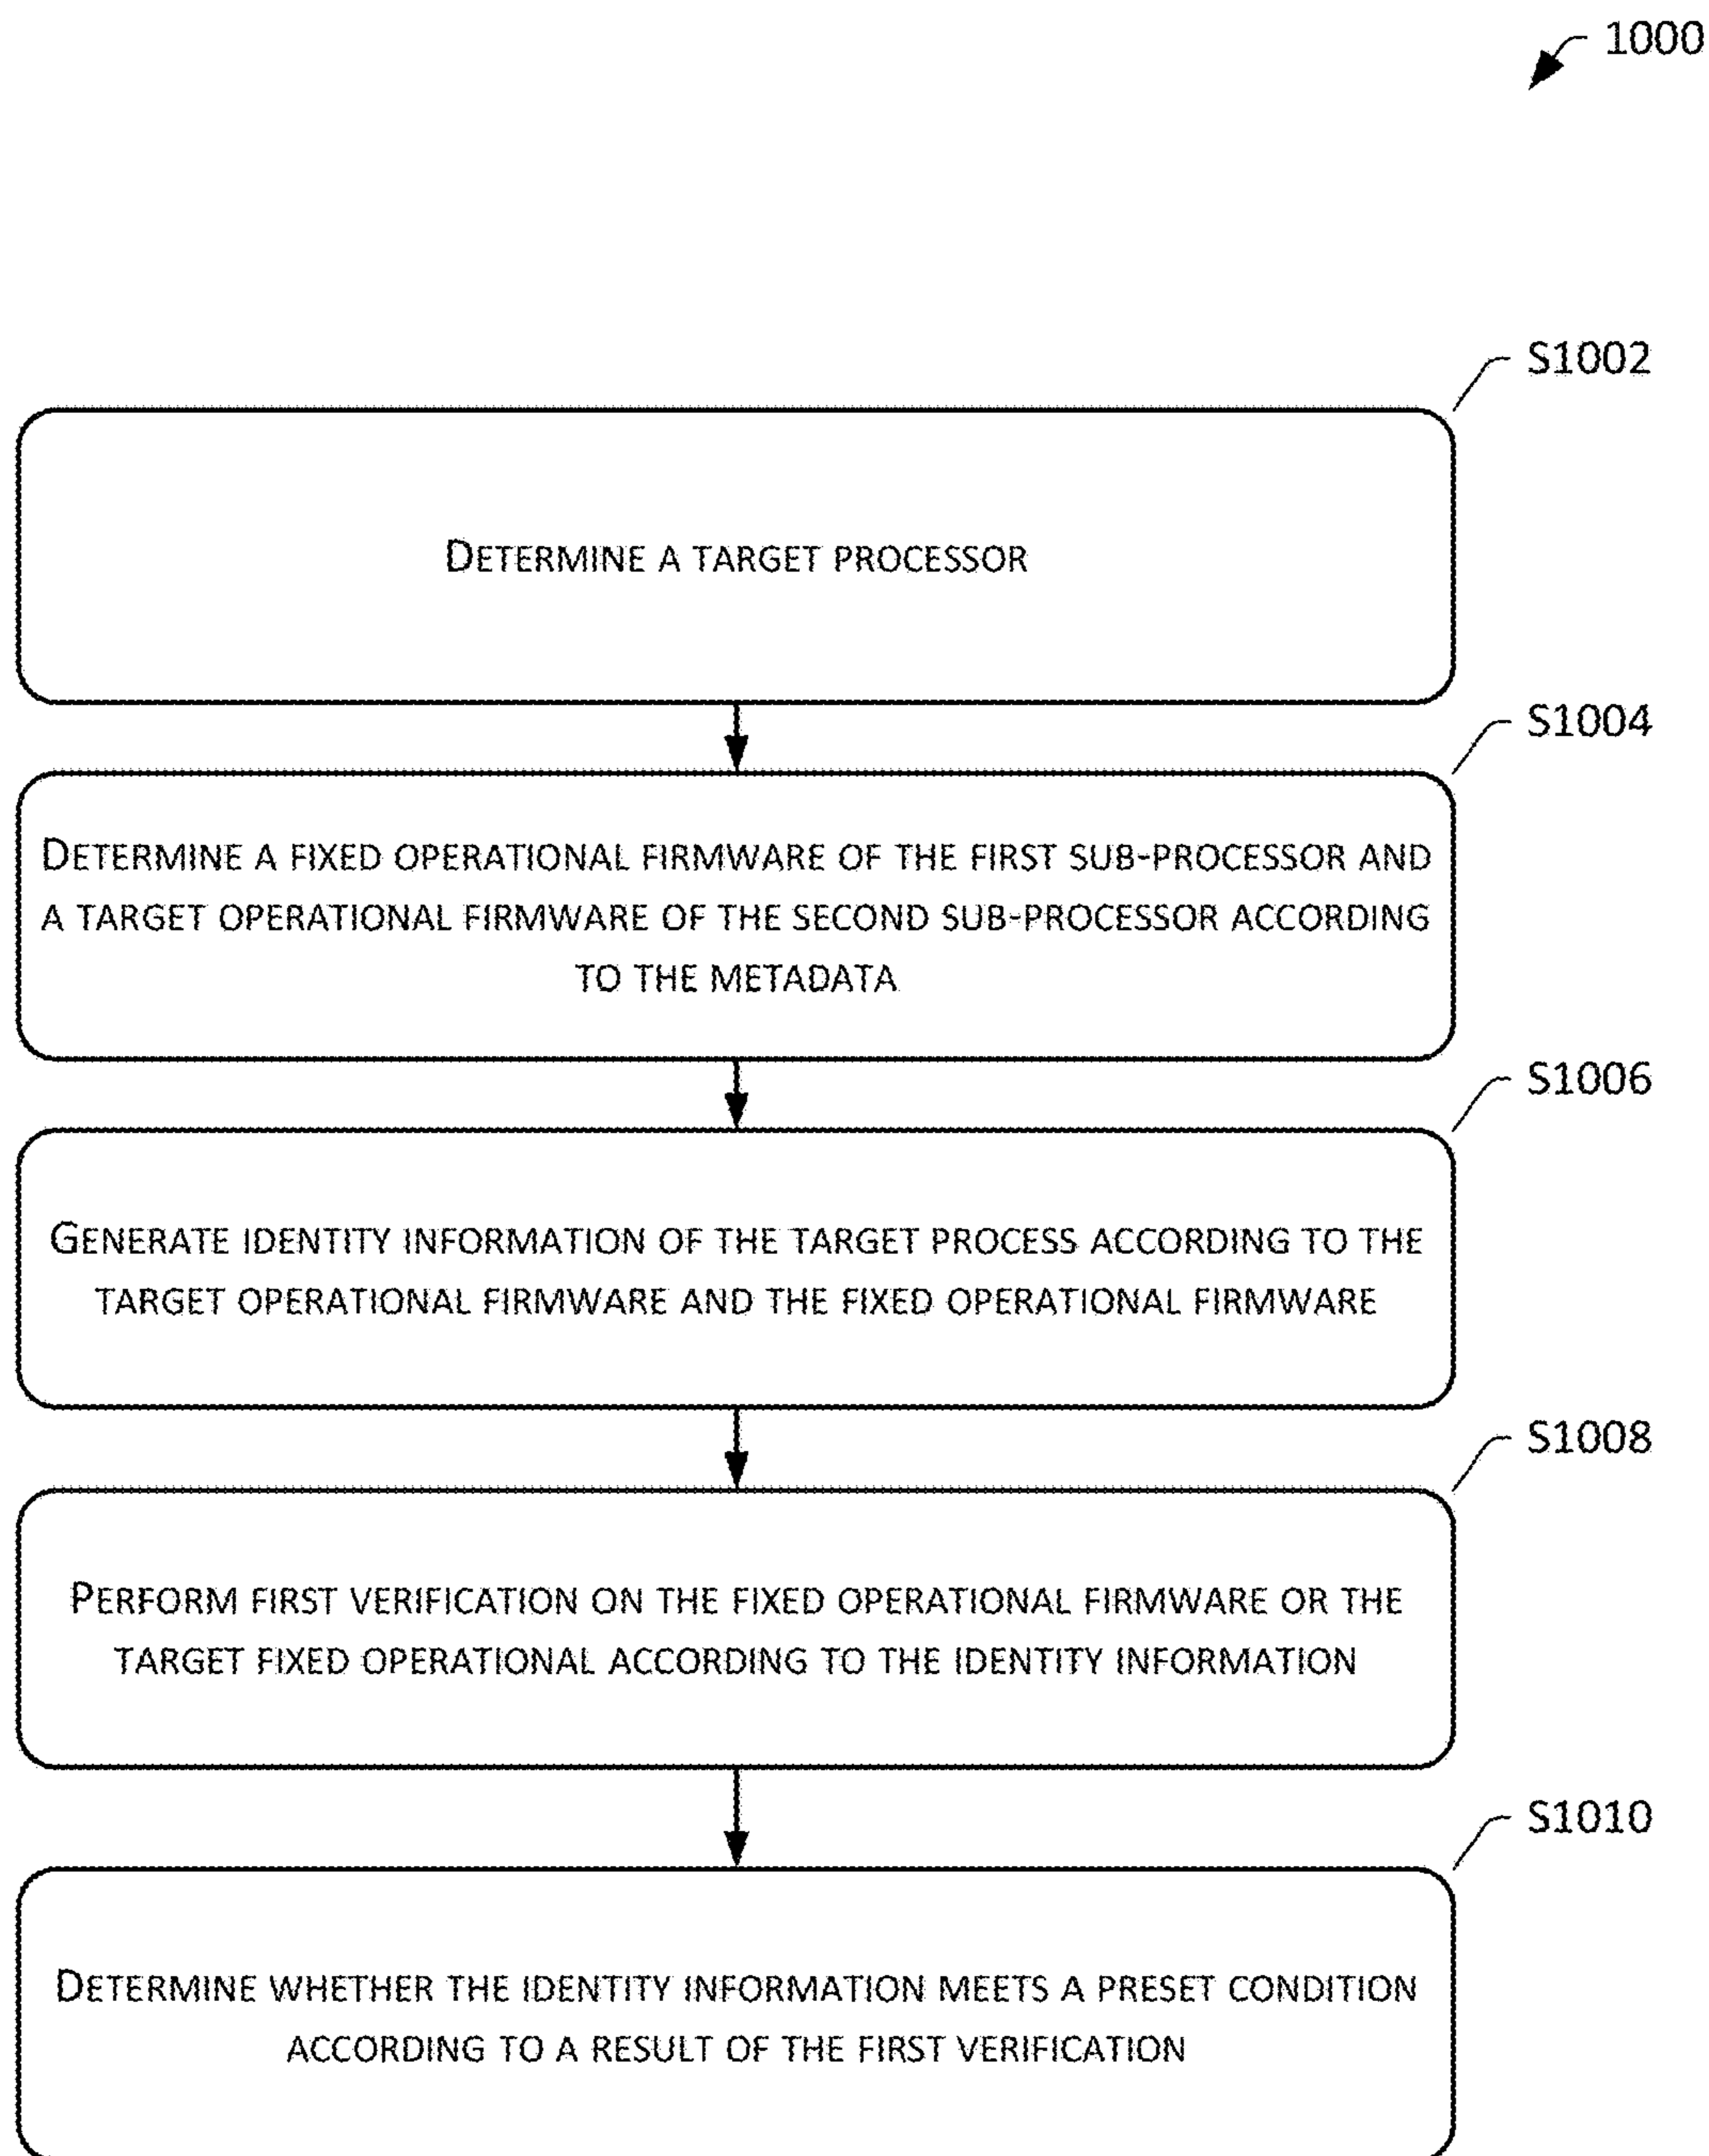 1000
S1002
DETERMINE A TARGET PROCESSOR
S1004
DETERMINE A FIXED OPERATIONAL FIRMWARE OF THE FIRST SUB-PROCESSOR AND
A TARGET OPERATIONAL FIRMWARE OF THE SECOND SUB-PROCESSOR ACCORDING
TO THE METADATA
S1006
GENERATE IDENTITY INFORMATION OF THE TARGET PROCESS ACCORDING TO THE
TARGET OPERATIONAL FIRMWARE AND THE FIXED OPERATIONAL FIRMWARE
S1008
PERFORM FIRST VERIFICATION ON THE FIXED OPERATIONAL FIRMWARE OR THE
TARGET FIXED OPERATIONAL ACCORDING TO THE IDENTITY INFORMATION
S1010
DETERMINE WHETHER THE IDENTITY INFORMATION MEETS A PRESET CONDITION
ACCORDING TO A RESULT OF THE FIRST VERIFICATION